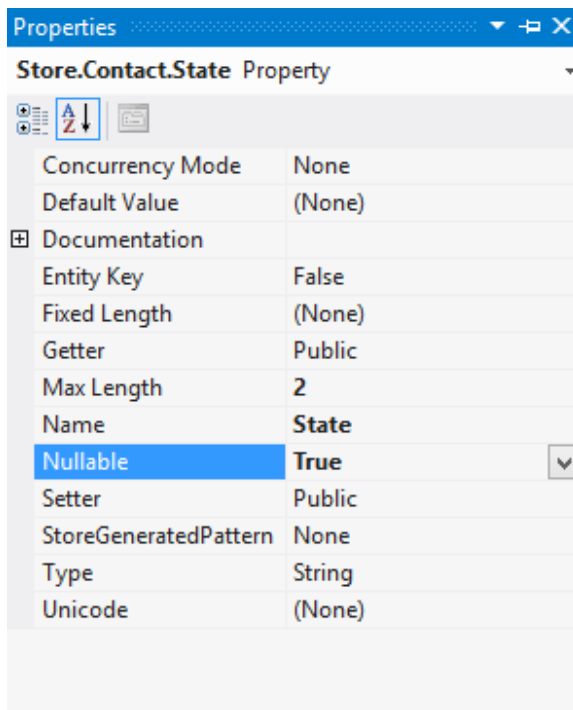 Properties
Store.Contact.State Property
Concurrency Mode None
Default Value (None)
Documentation
Entity Key False
Fixed Length (None)
Getter Public
Max Length 2
Name State
Nullable True
Setter Public
StoreGeneratedPattern None
Type String
Unicode (None)